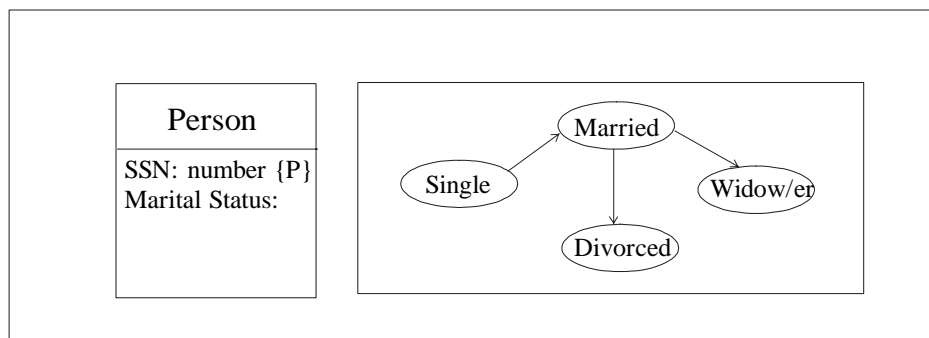 Person
SSN: number {P}
Marital Status:
Married
Single
Widow/er
Divorced